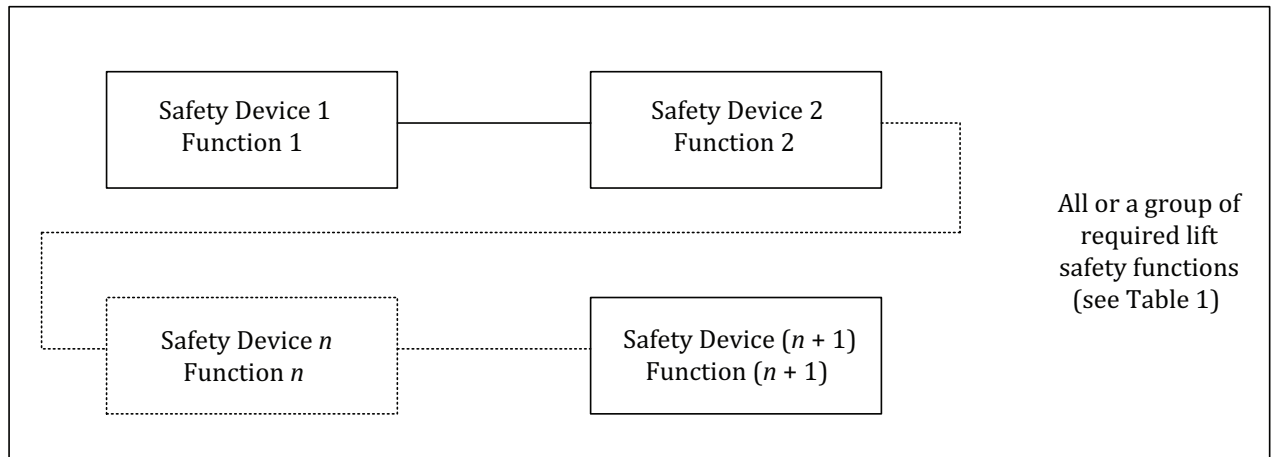 Safety Device 1
Function 1
Safety Device 2
Function 2
All or a group of
required lift
safety functions
(see Table 1)
Safety Device n
Function n
Safety Device (n + 1)
Function (n + 1)